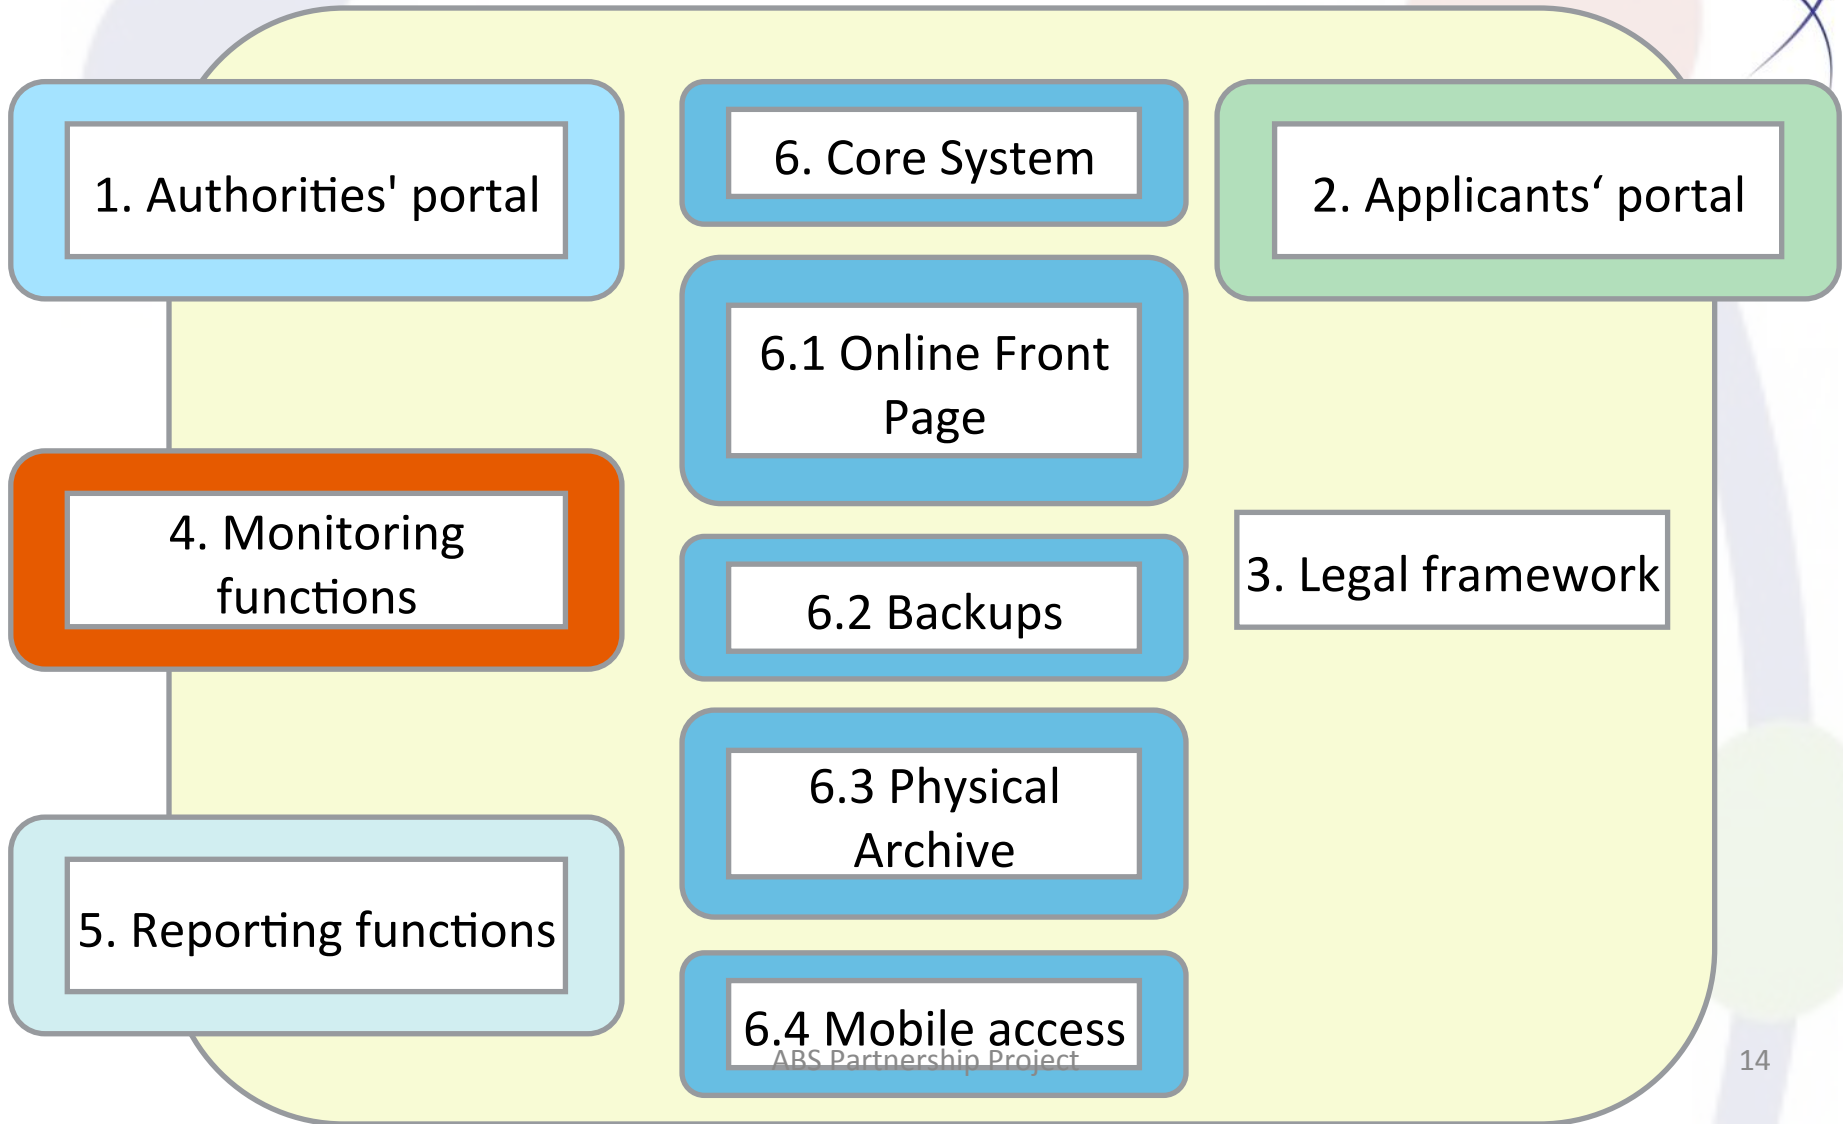 1. Authorities' portal
6. Core System
2. Applicants‘ portal
6.1 Online Front
Page
4. Monitoring
functions
6.2 Backups
3. Legal framework
6.3 Physical
Archive
5. Reporting functions
6.4 Mobile access
ABS Partnership Project
14